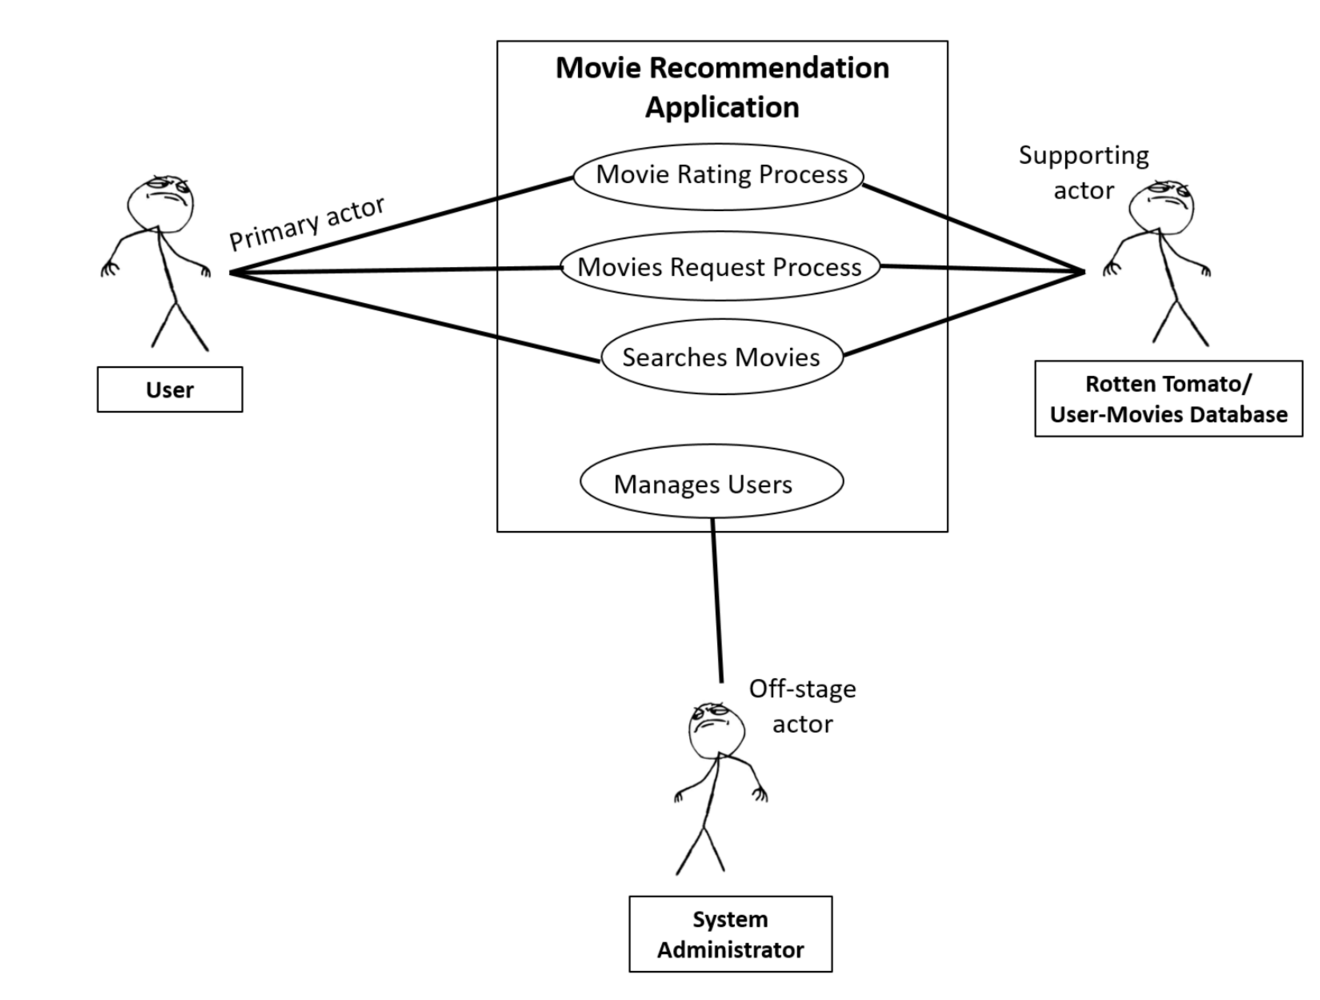 Movie Recommendation
Application
Movie Rating Process
Supporting
actor
Primary actor
Movies Request Process
Searches Movies
User
Rotten Tomato/
User-Movies Database
Manages Users
Off-stage
actor
System
Administrator